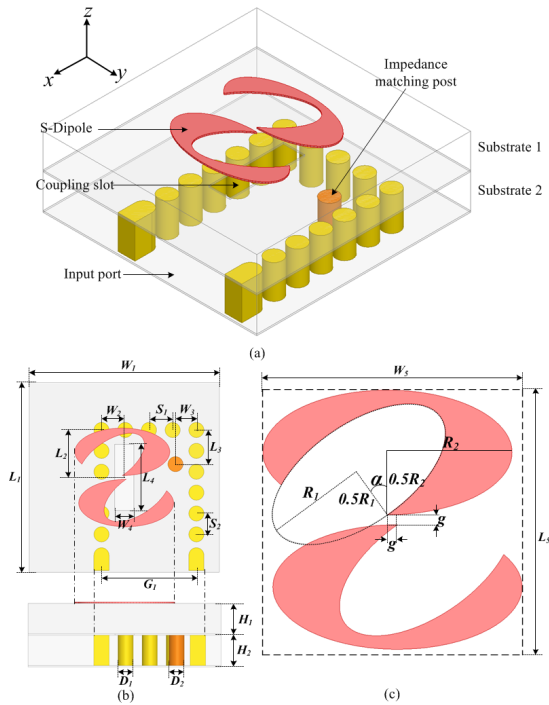 z
x
y
Impedance
matching post
S-Dipole
Substrate 1
Coupling slot
Substrate 2
Input port
(a)
W1
W2
S1
W3
L2
L3
L4
L1
W4
S2
G1
H1
H2
D1
D2
(b)
W5
R2
α
0.5R2
R1
0.5R1
g
g
L5
(c)